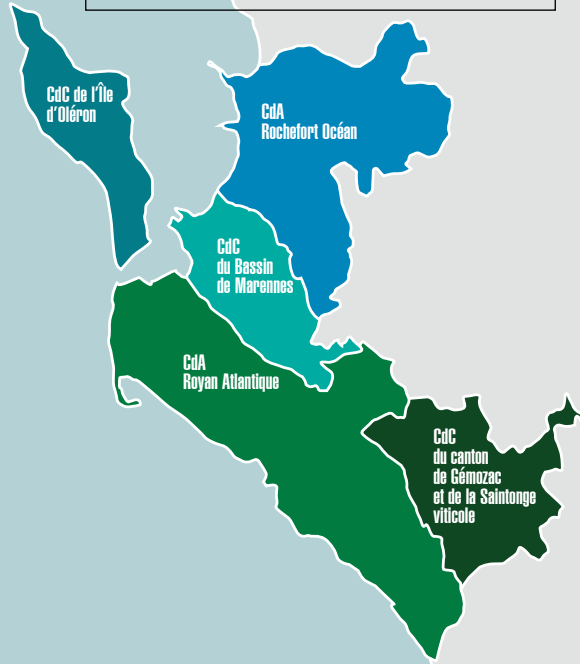 CdC de l'Île
d'Oléron
CdA
Rochefort Océan
CdC
du Bassin
de Marennes
CdA
Royan Atlantique
CdC
du canton
de Gémozac
et de la Saintonge
viticole